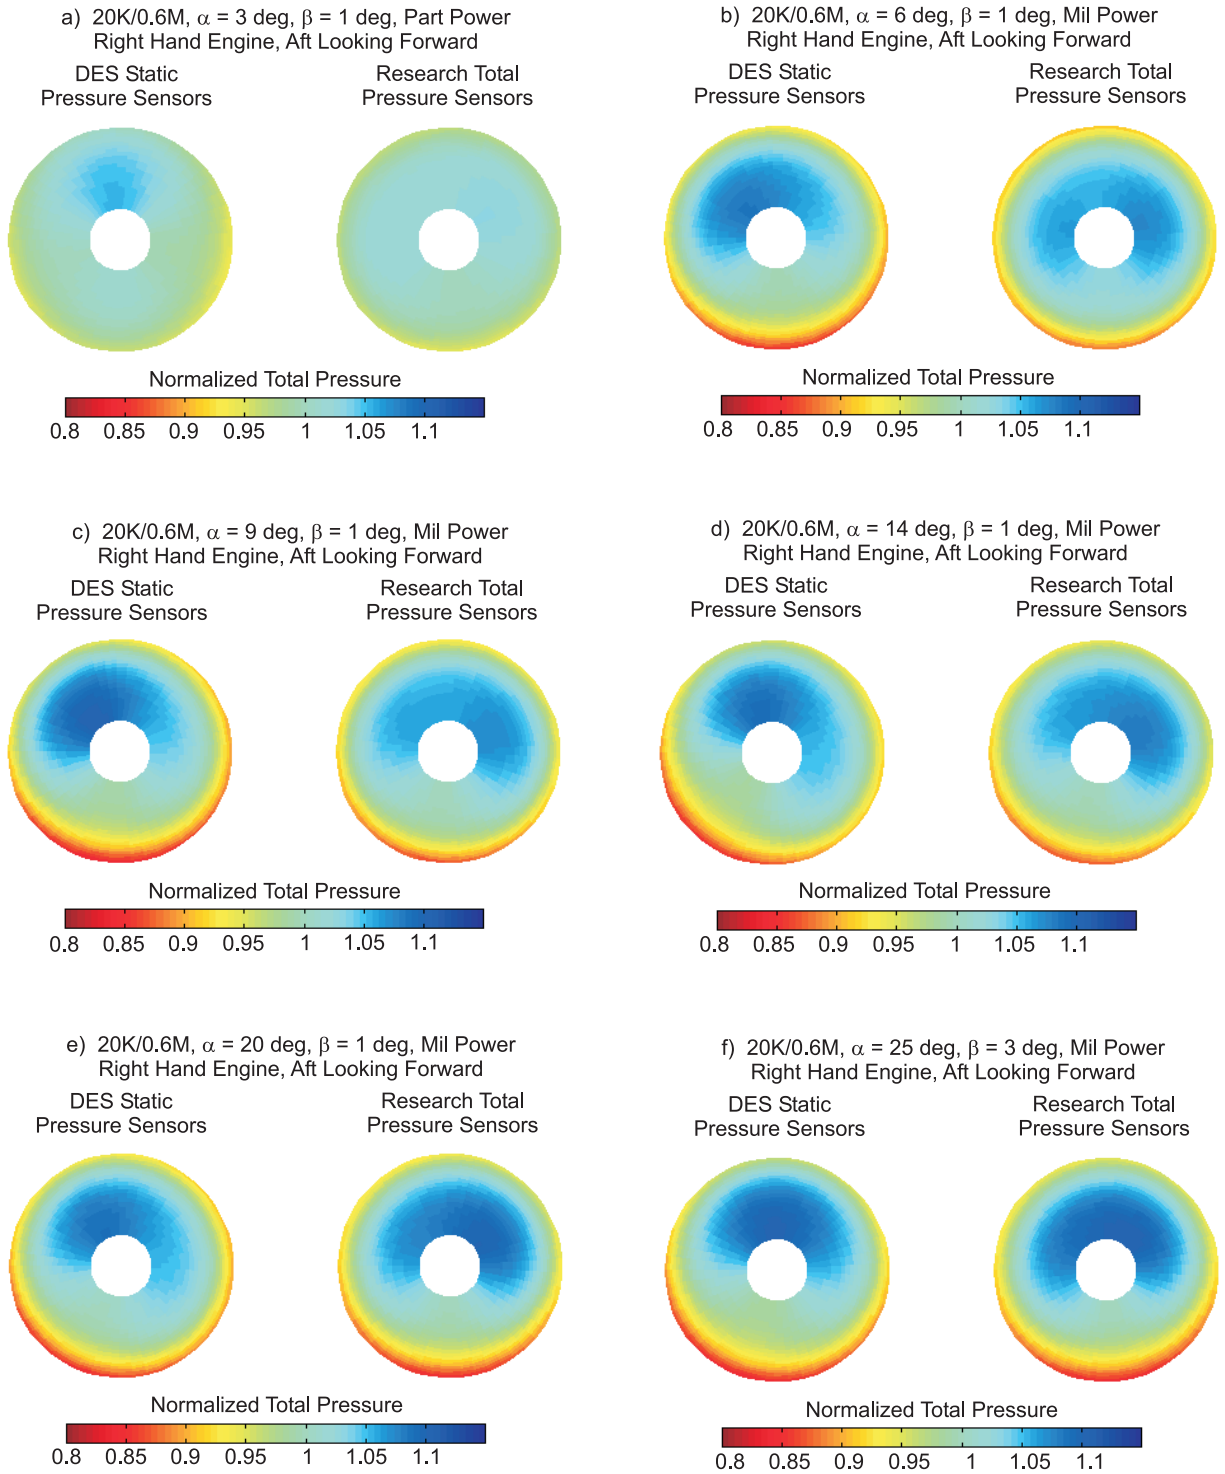 a) 20K/0.6M, α = 3 deg, β = 1 deg, Part Power
Right Hand Engine, Aft Looking Forward
DES Static
Pressure Sensors
Research Total
Pressure Sensors
Normalized Total Pressure
0.8 0.85 0.9 0.95 1 1.05 1.1
b) 20K/0.6M, α = 6 deg, β = 1 deg, Mil Power
Right Hand Engine, Aft Looking Forward
DES Static
Pressure Sensors
Research Total
Pressure Sensors
Normalized Total Pressure
0.8 0.85 0.9 0.95 1 1.05 1.1
c) 20K/0.6M, α = 9 deg, β = 1 deg, Mil Power
Right Hand Engine, Aft Looking Forward
DES Static
Pressure Sensors
Research Total
Pressure Sensors
Normalized Total Pressure
0.8 0.85 0.9 0.95 1 1.05 1.1
d) 20K/0.6M, α = 14 deg, β = 1 deg, Mil Power
Right Hand Engine, Aft Looking Forward
DES Static
Pressure Sensors
Research Total
Pressure Sensors
Normalized Total Pressure
0.8 0.85 0.9 0.95 1 1.05 1.1
e) 20K/0.6M, α = 20 deg, β = 1 deg, Mil Power
Right Hand Engine, Aft Looking Forward
DES Static
Pressure Sensors
Research Total
Pressure Sensors
Normalized Total Pressure
0.8 0.85 0.9 0.95 1 1.05 1.1
f) 20K/0.6M, α = 25 deg, β = 3 deg, Mil Power
Right Hand Engine, Aft Looking Forward
DES Static
Pressure Sensors
Research Total
Pressure Sensors
Normalized Total Pressure
0.8 0.85 0.9 0.95 1 1.05 1.1